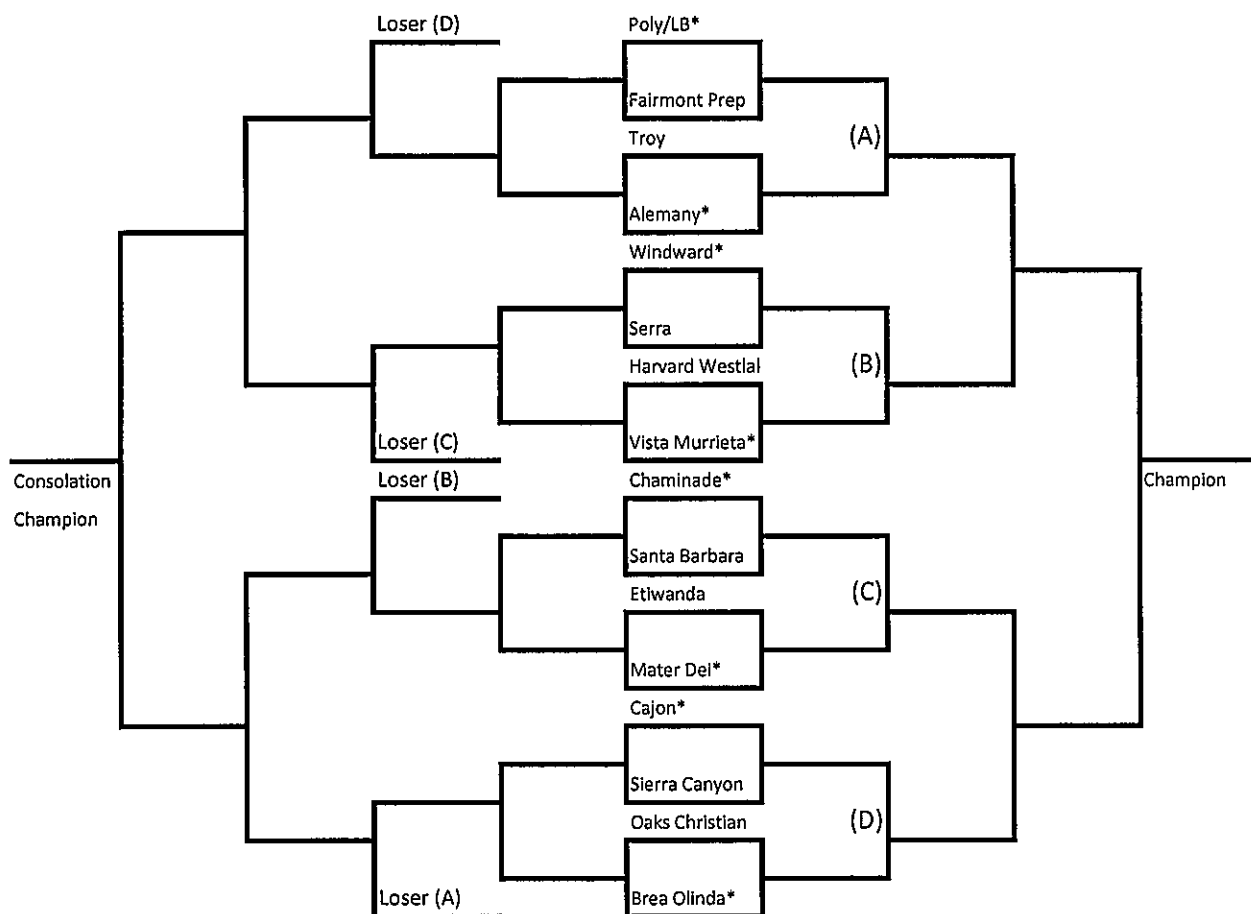 Loser (D)
Poly/LB*
Fairmont Prep
Troy
(A)
Alemany*
Windward*
Serra
Harvard Westlal
(B)
Loser (C)
Vista Murrieta*
Consolation
Champion
Loser (B)
Chaminade*
Champion
Santa Barbara
Etiwanda
(C)
Mater Dei*
Cajon*
Sierra Canyon
Oaks Christian
(D)
Loser (A)
Brea Olinda*